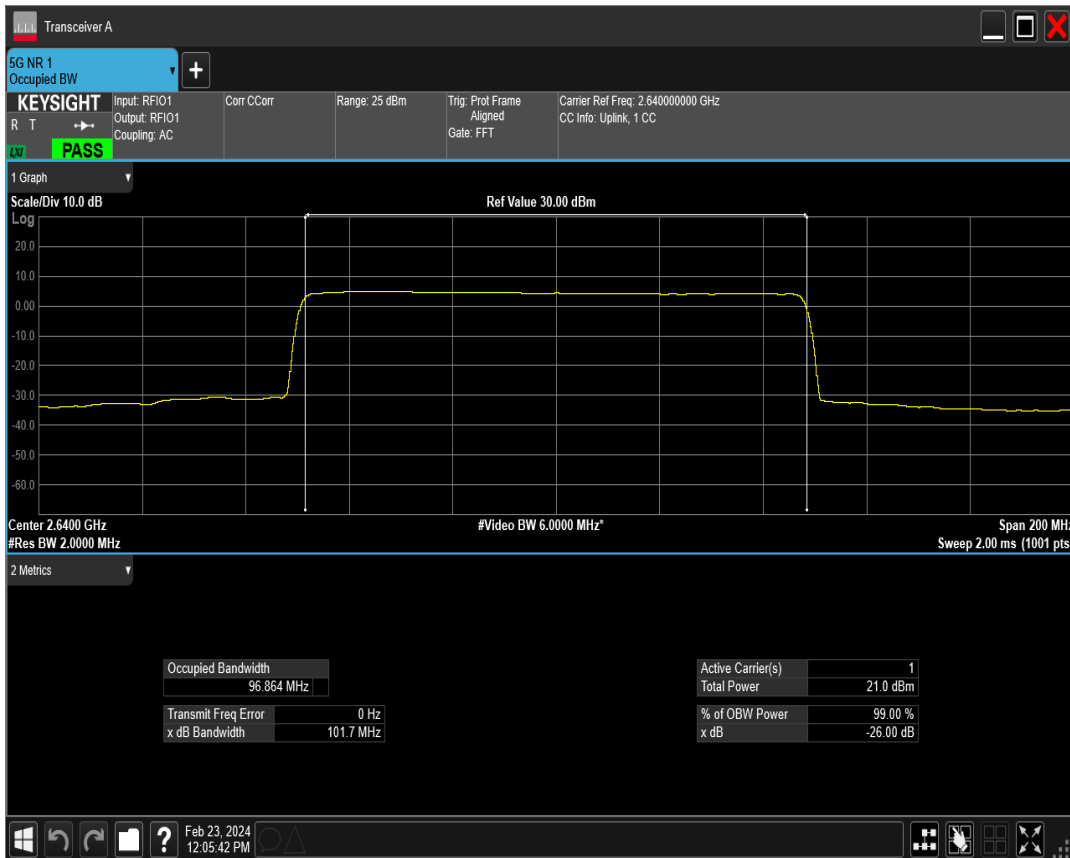 Transceiver A
5G NR 1
Occupied BW
KEYSIGHT
R T
LXI
PASS
Input: RFIO1
Output: RFIO1
Coupling: AC
Corr CCorr
Range: 25 dBm
Trig: Prot Frame
Aligned
Gate: FFT
Carrier Ref Freq: 2.640000000 GHz
CC Info: Uplink, 1 CC
1 Graph
Scale/Div 10.0 dB
Ref Value 30.00 dBm
Log
20.0
10.0
0.00
-10.0
-20.0
-30.0
-40.0
-50.0
-60.0
Center 2.6400 GHz
#Video BW 6.0000 MHz*
Span 200 MHz
#Res BW 2.0000 MHz
Sweep 2.00 ms (1001 pts
2 Metrics
Occupied Bandwidth
96.864 MHz
Transmit Freq Error 0 Hz
x dB Bandwidth 101.7 MHz
Active Carrier(s) 1
Total Power 21.0 dBm
% of OBW Power 99.00 %
x dB -26.00 dB
Feb 23, 2024
12:05:42 PM